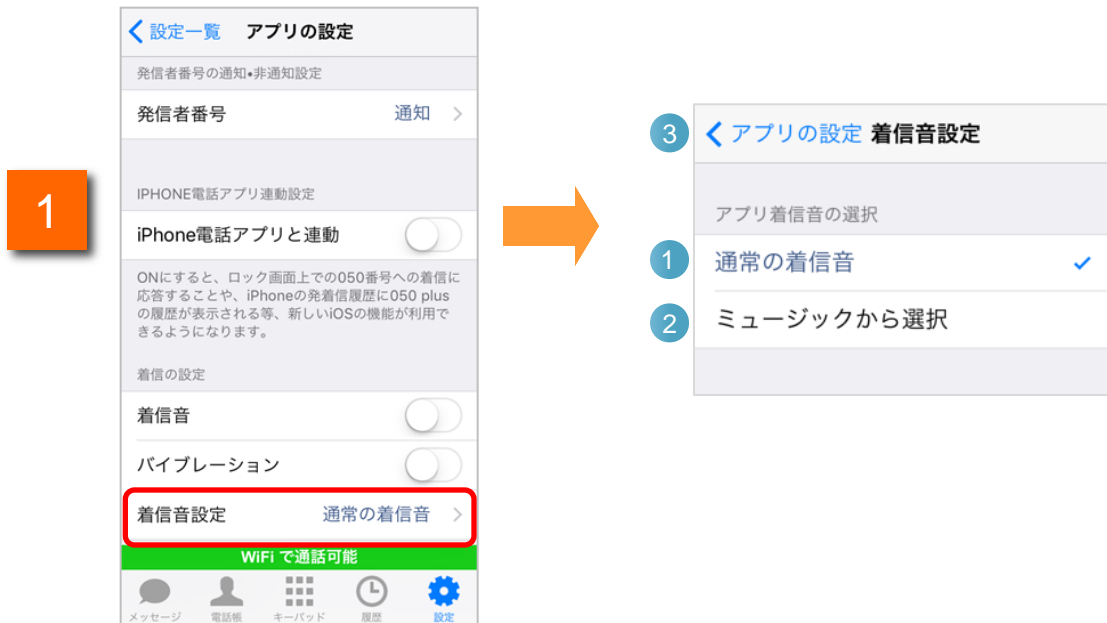 設定一覧 アプリの設定
発信者番号の通知•非通知設定
発信者番号 通知
IPHONE電話アプリ連動設定
iPhone電話アプリと連動
ONにすると、ロック画面上での050番号への着信に
応答することや、iPhoneの発着信履歴に050 plus
の履歴が表示される等、新しいiOSの機能が利用で
きるようになります。
着信の設定
着信音
バイブレーション
着信音設定 通常の着信音
WiFi で通話可能
メッセージ 電話帳 キーパッド 履歴 設定
1
3 アプリの設定 着信音設定
アプリ着信音の選択
1 通常の着信音
2 ミュージックから選択